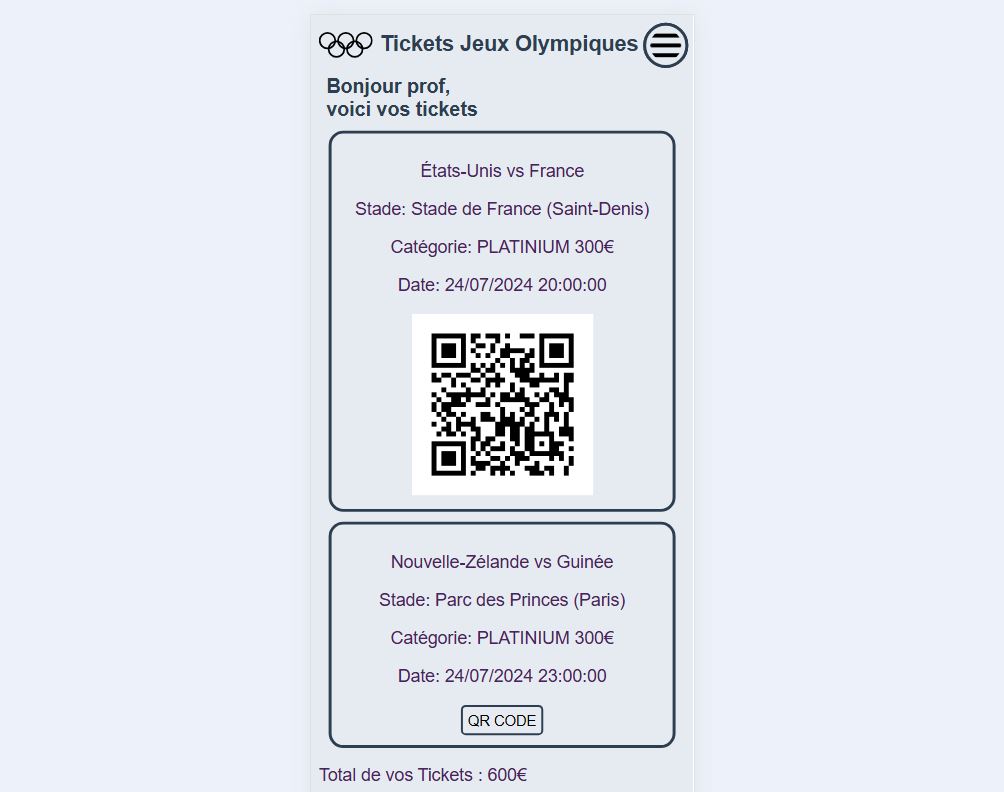 Tickets Jeux Olympiques
Bonjour prof,
voici vos tickets
États-Unis vs France
Stade: Stade de France (Saint-Denis)
Catégorie: PLATINIUM 300€
Date: 24/07/2024 20:00:00
Nouvelle-Zélande vs Guinée
Stade: Parc des Princes (Paris)
Catégorie: PLATINIUM 300€
Date: 24/07/2024 23:00:00
QR CODE
Total de vos Tickets : 600€